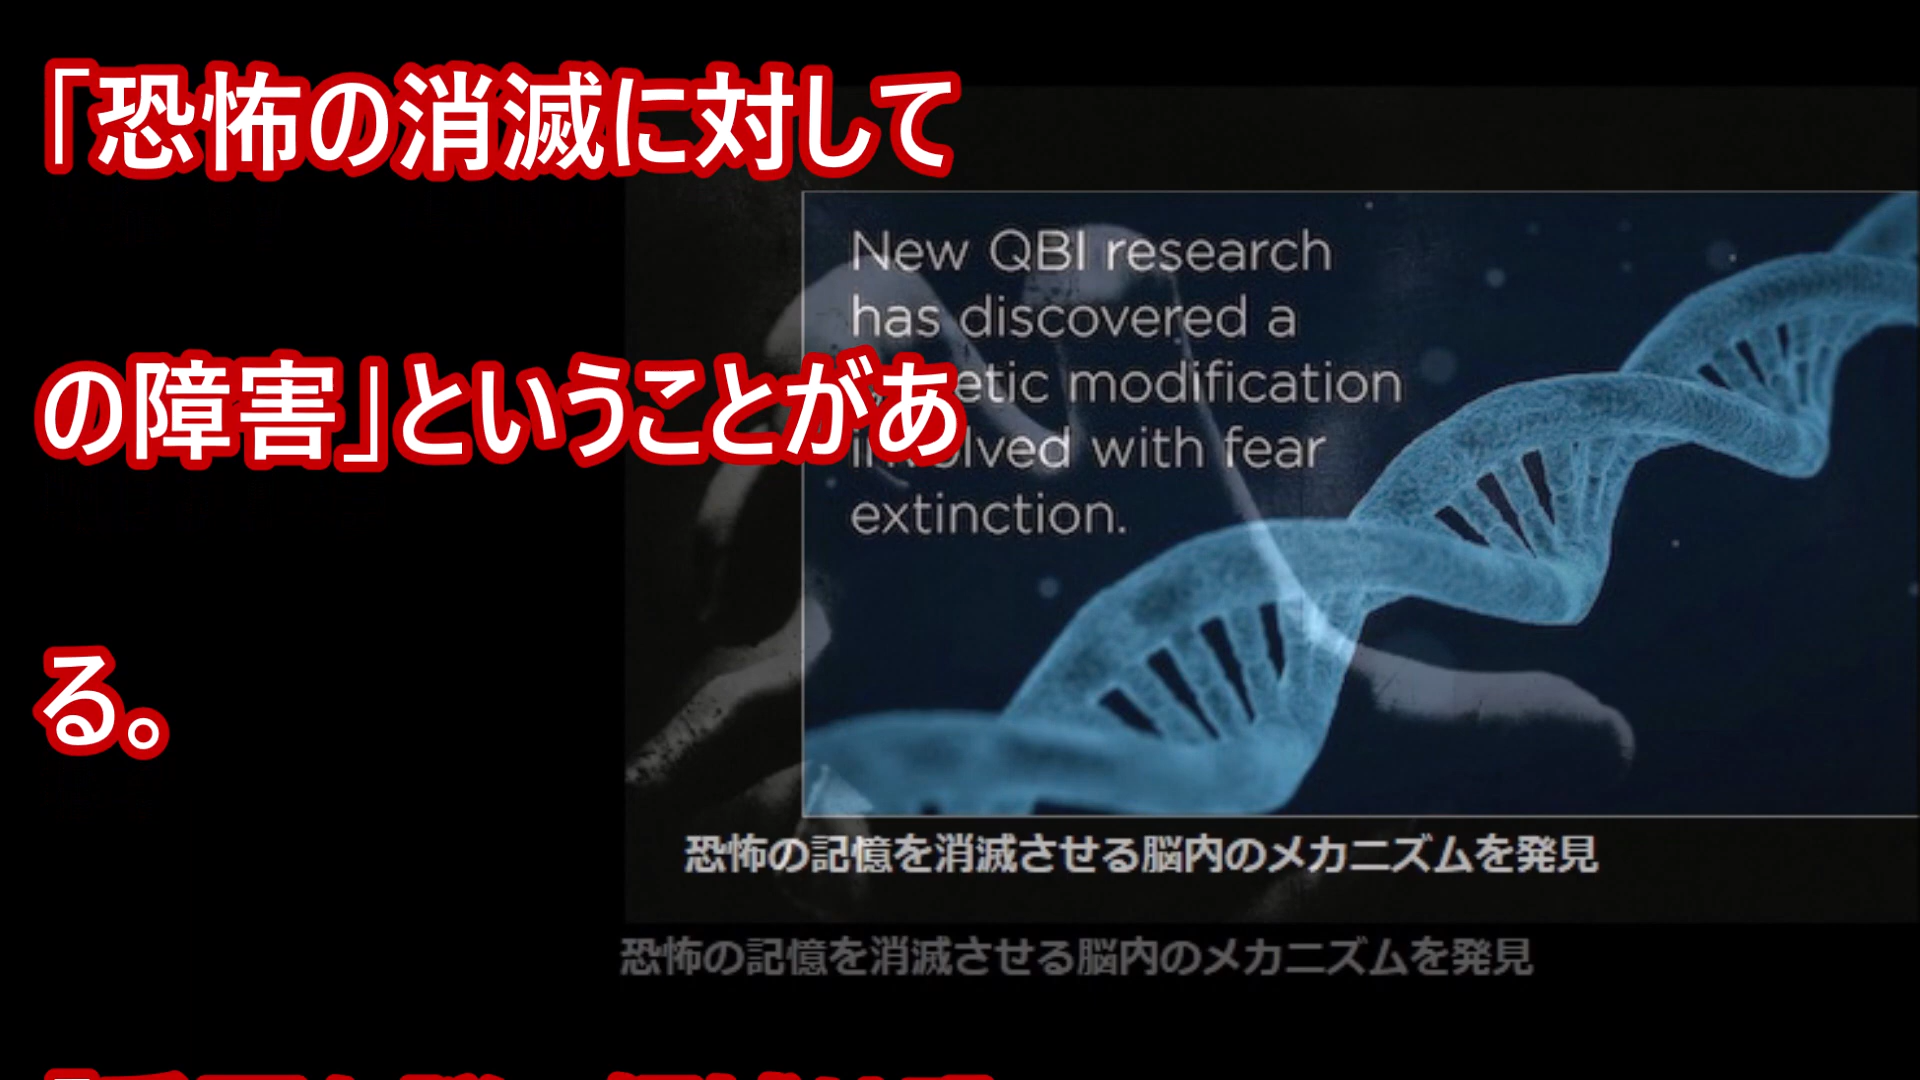 「恐怖の消滅に対して
の障害」ということがあ
る。
New QBI research
has discovered a
modification
with fear
extinction.
恐怖の記憶を消滅させる脳内のメカニズムを発見
恐怖の記憶を消滅させる脳内のメカニズムを発見